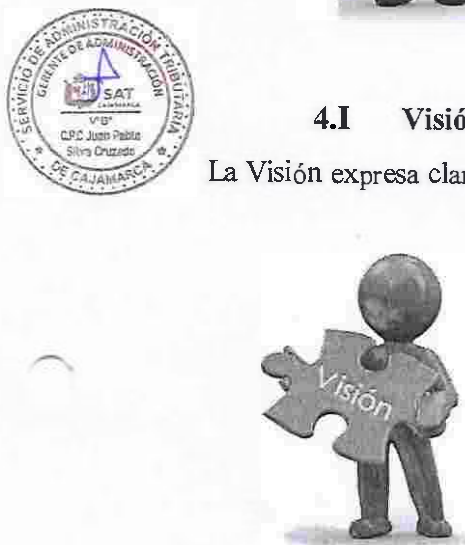 SERVICIO DE ADMINISTRACIÓN TRIBUTARIA
GERENTE DE ADMINISTRACIÓN
SAT
CAJAMARCA
V°B°
C.P.C Juan Pablo
Silva Cruzado
DE CAJAMARCA
4.I Visió
La Visión expresa clar
Visión